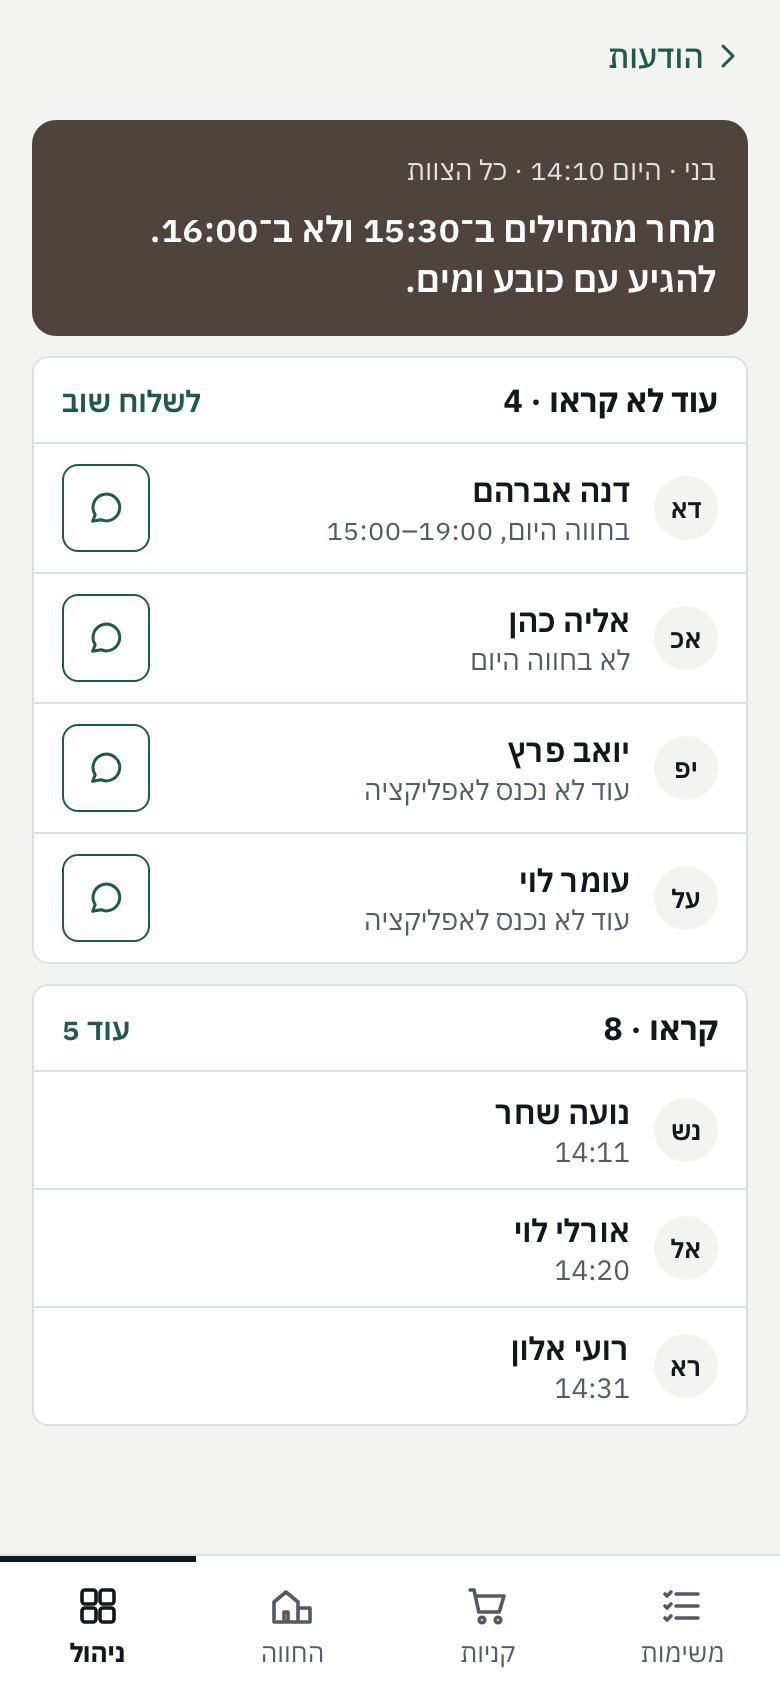 הודעות
בני · היום 14:10 · כל הצוות
מחר מתחילים ב־15:30 ולא ב־16:00.
להגיע עם כובע ומים.
עוד לא קראו · 4
לשלוח שוב
דא
דנה אברהם
בחווה היום, 15:00–19:00
אכ
אליה כהן
לא בחווה היום
יפ
יואב פרץ
עוד לא נכנס לאפליקציה
על
עומר לוי
עוד לא נכנס לאפליקציה
קראו · 8
עוד 5
נש
נועה שחר
14:11
אל
אורלי לוי
14:20
רא
רועי אלון
14:31
משימות
קניות
החווה
ניהול